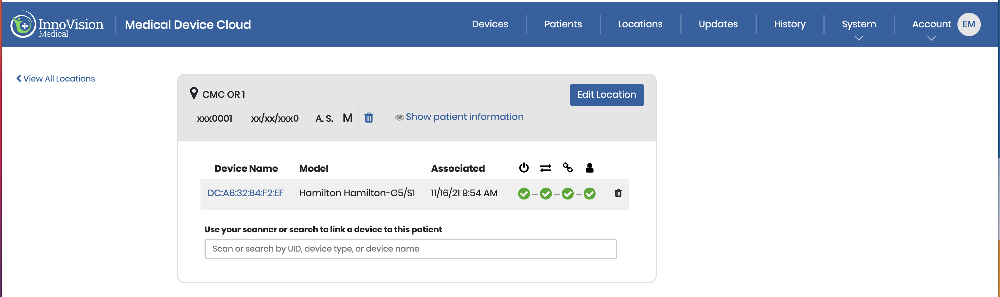 InnoVision
Medical
Medical Device Cloud
Devices
Patients
Locations
Updates
History
System
Account
EM
View All Locations
CMC OR 1
Edit Location
xxx0001 xx/xx/xxx0 A. S. M
Show patient information
Device Name Model Associated
DC:A6:32:B4:F2:EF Hamilton Hamilton-G5/S1 11/16/21 9:54 AM
Use your scanner or search to link a device to this patient
Scan or search by UID, device type, or device name